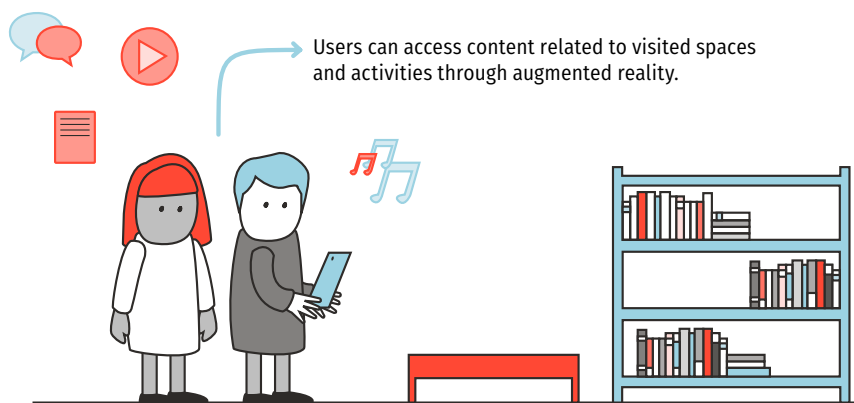 Users can access content related to visited spaces
and activities through augmented reality.